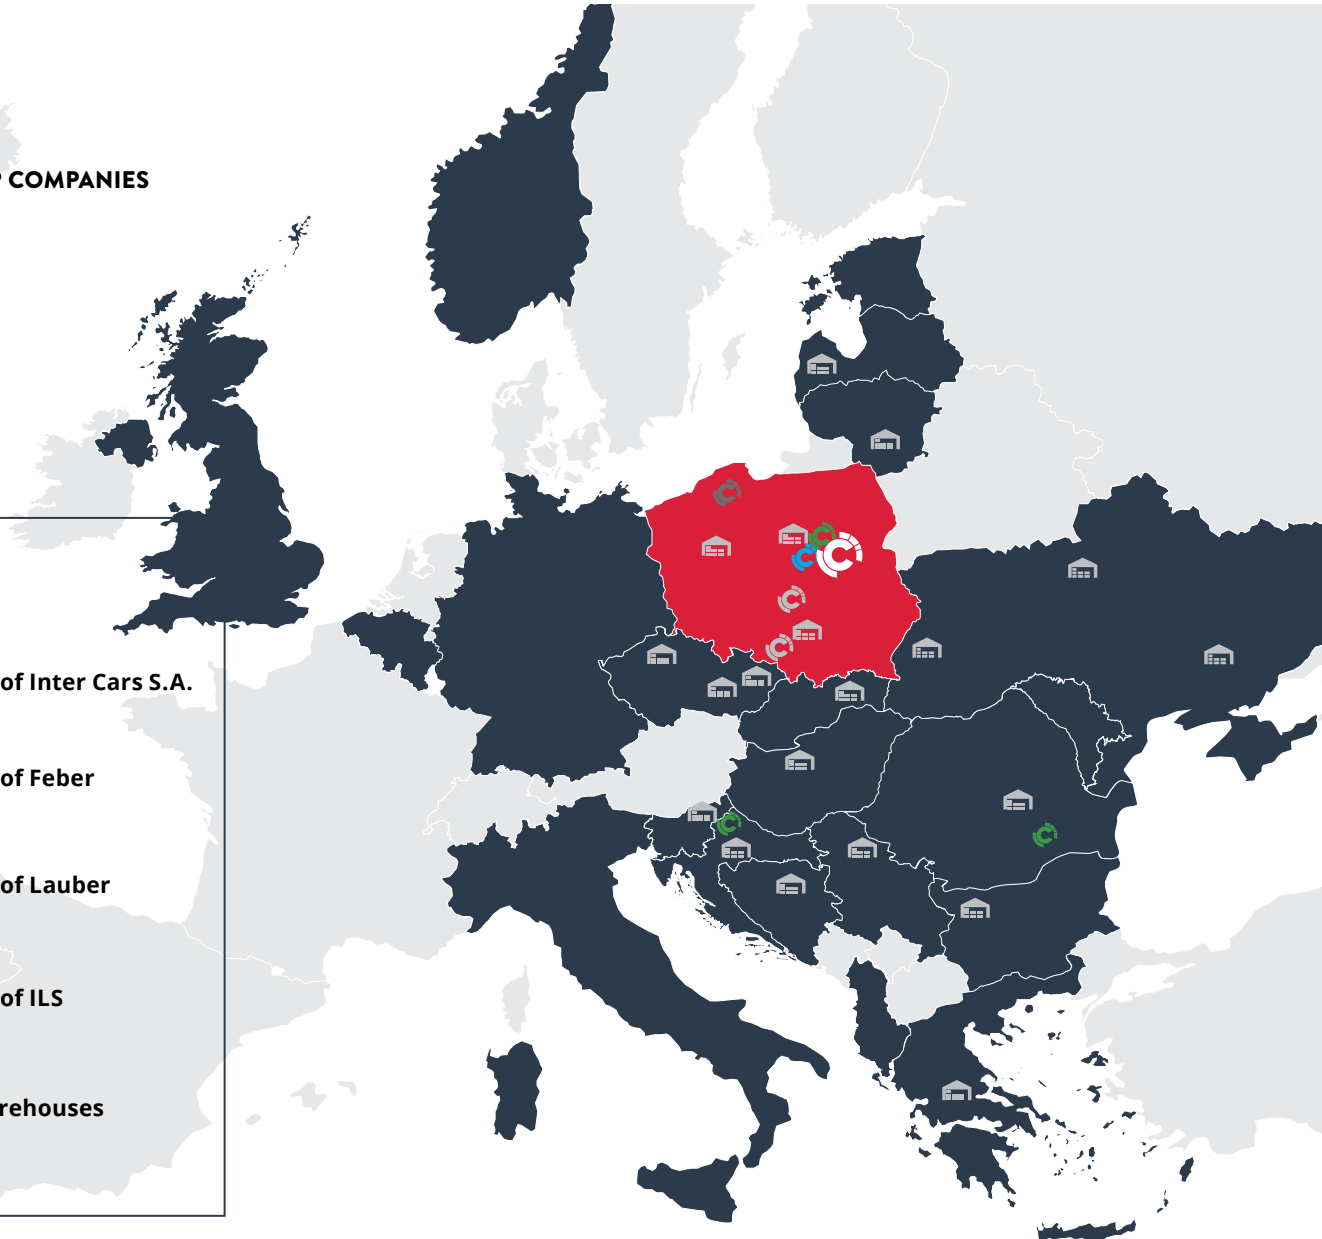 COMPANIES
of Inter Cars S.A.
of Feber
of Lauber
of ILS
rehouses